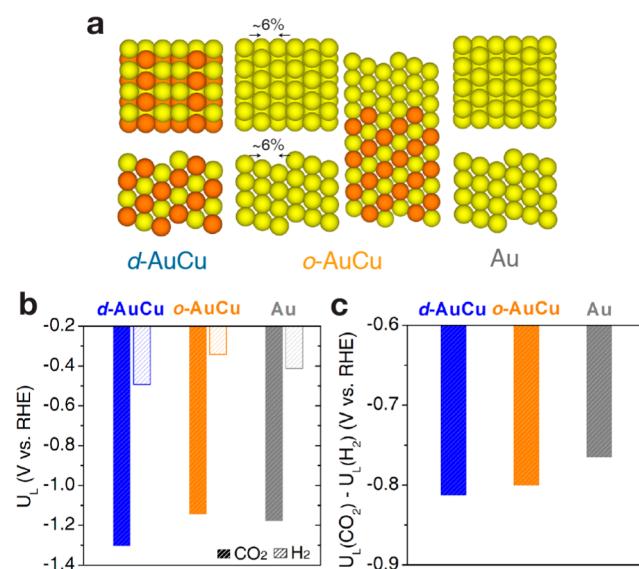 a
~6%
~6%
d-AuCu o-AuCu Au
b
d-AuCu o-AuCu Au
-0.2
-0.4
-0.6
-0.8
-1.0
-1.2
-1.4
U_L (V vs. RHE)
CO₂ H₂
c
d-AuCu o-AuCu Au
-0.6
-0.7
-0.8
-0.9
U_L(CO₂) - U_L(H₂) (V vs. RHE)